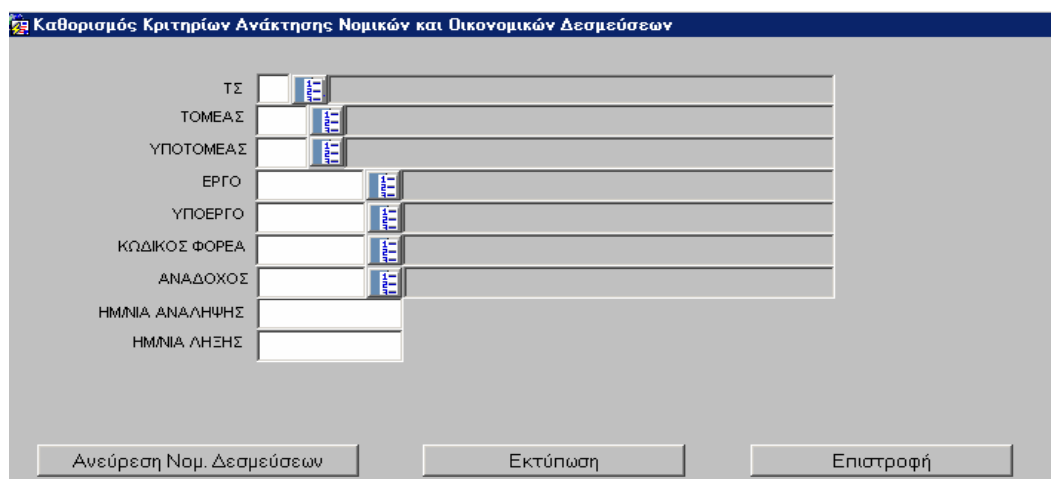 Καθορισμός Κριτηρίων Ανάκτησης Νομικών και Οικονομικών Δεσμεύσεων
ΤΣ
ΤΟΜΕΑΣ
ΥΠΟΤΟΜΕΑΣ
ΕΡΓΟ
ΥΠΟΕΡΓΟ
ΚΩΔΙΚΟΣ ΦΟΡΕΑ
ΑΝΑΔΟΧΟΣ
ΗΜ/ΝΙΑ ΑΝΑΛΗΨΗΣ
ΗΜ/ΝΙΑ ΛΗΞΗΣ
Ανεύρεση Νομ. Δεσμεύσεων Εκτύπωση Επιστροφή